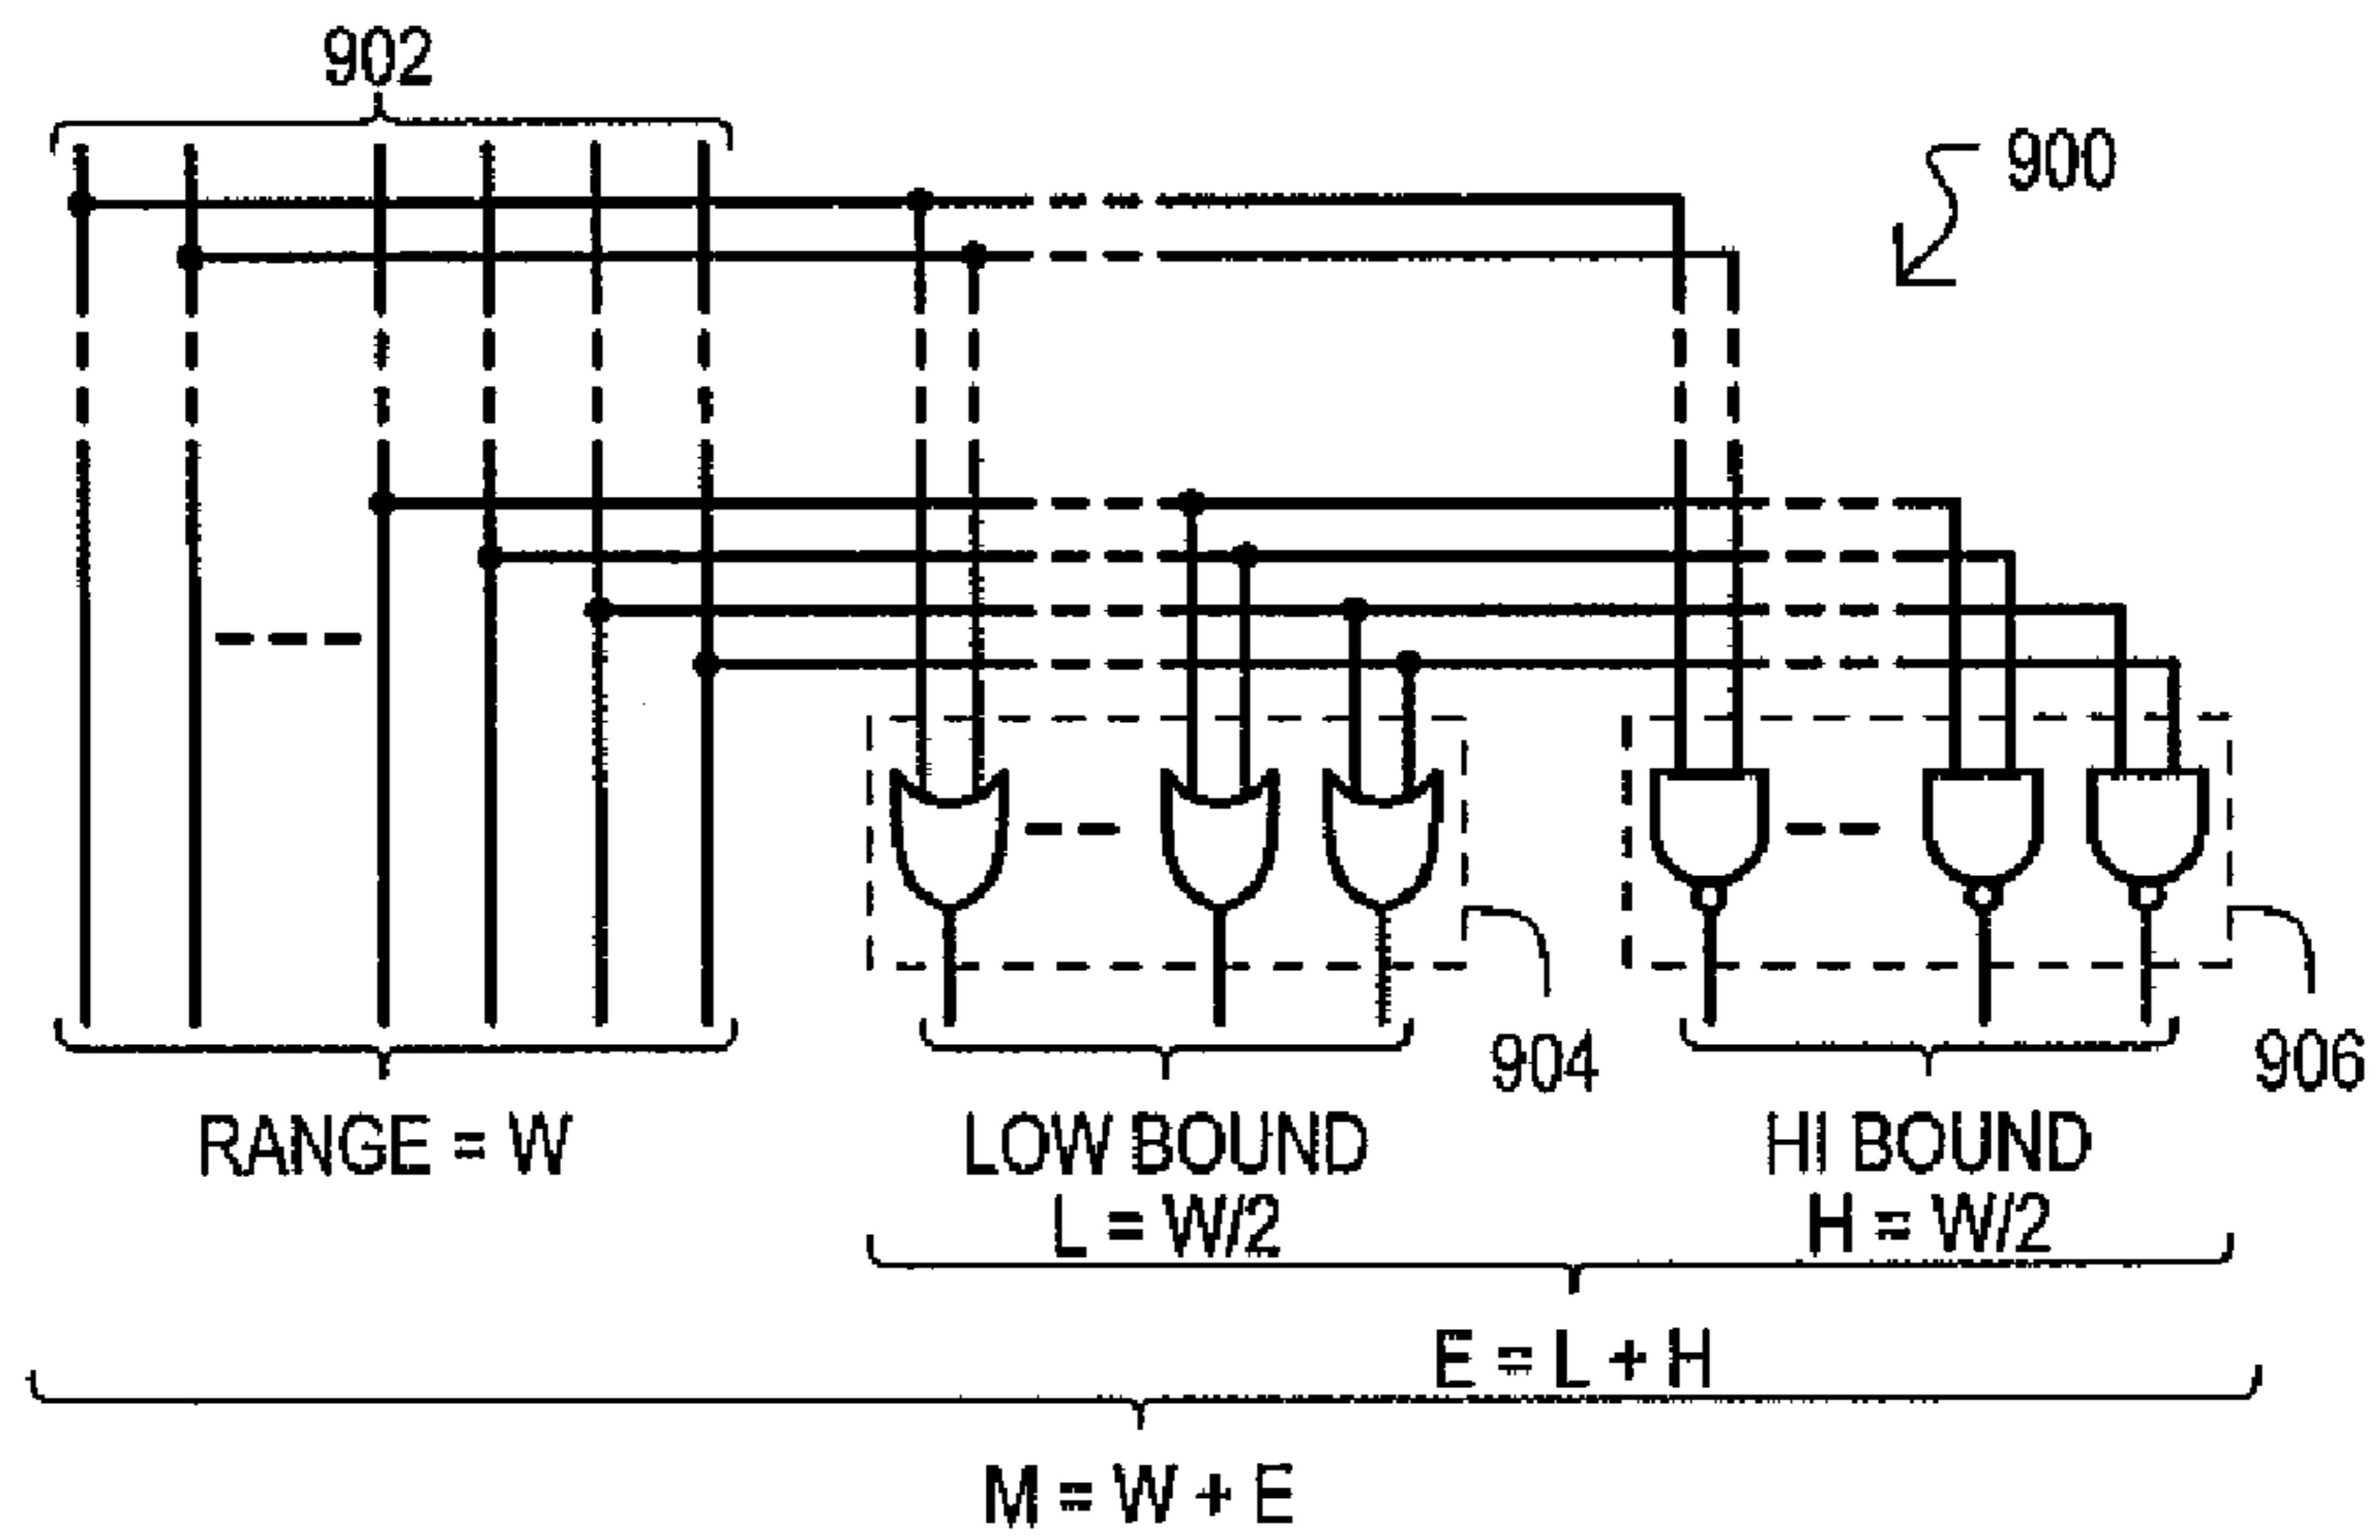 902
900
904
906
RANGE = W
LOW BOUND
L = W/2
HI BOUND
H = W/2
E = L + H
M = W + E